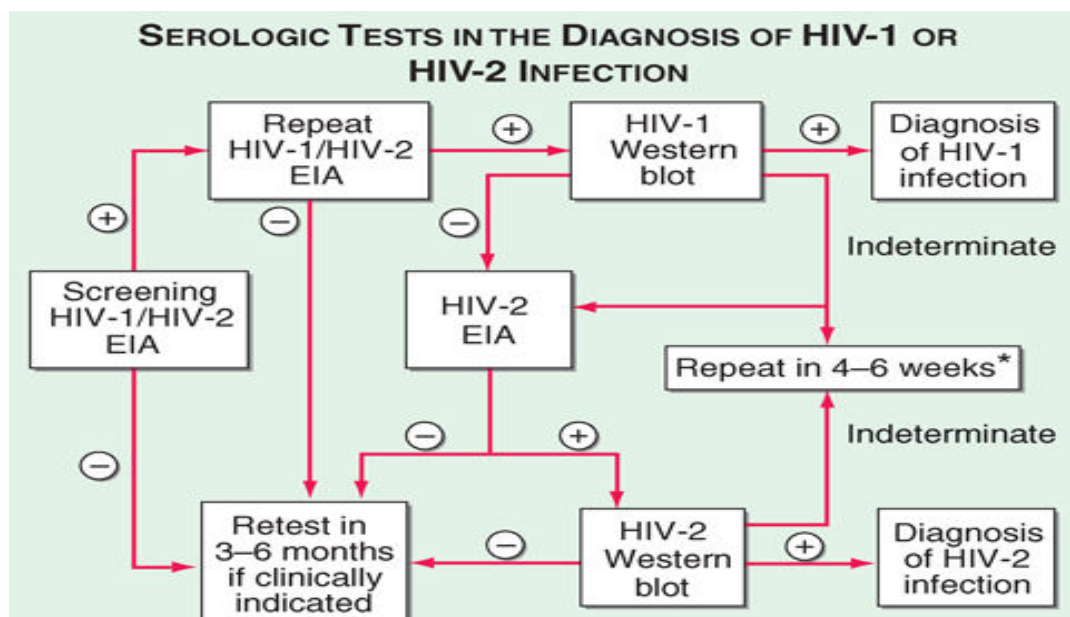 SEROLOGIC TESTS IN THE DIAGNOSIS OF HIV-1 OR
HIV-2 INFECTION
Repeat
HIV-1/HIV-2
EIA
+
HIV-1
Western
blot
+
Diagnosis
of HIV-1
infection
+
−
−
Indeterminate
Screening
HIV-1/HIV-2
EIA
HIV-2
EIA
Repeat in 4–6 weeks*
−
−
+
Indeterminate
Retest in
3–6 months
if clinically
indicated
−
HIV-2
Western
blot
+
Diagnosis
of HIV-2
infection